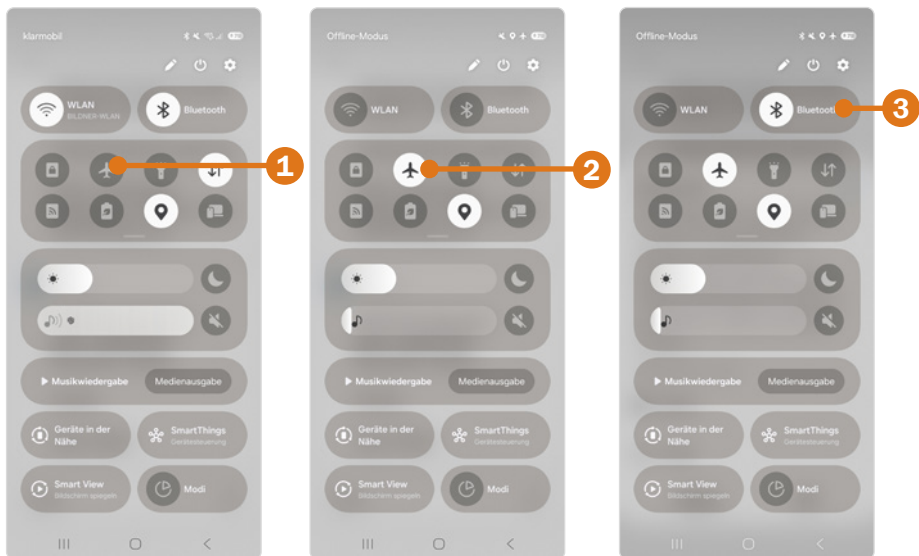 klarmobil
WLAN
BILDNER-WLAN
Bluetooth
1
Musikwiedergabe
Medienausgabe
Geräte in der
Nähe
SmartThings
Gerätesteuerung
Smart View
Bildschirm spiegeln
Modi
Offline-Modus
WLAN
Bluetooth
2
Musikwiedergabe
Medienausgabe
Geräte in der
Nähe
SmartThings
Gerätesteuerung
Smart View
Bildschirm spiegeln
Modi
Offline-Modus
WLAN
Bluetooth
3
Musikwiedergabe
Medienausgabe
Geräte in der
Nähe
SmartThings
Gerätesteuerung
Smart View
Bildschirm spiegeln
Modi